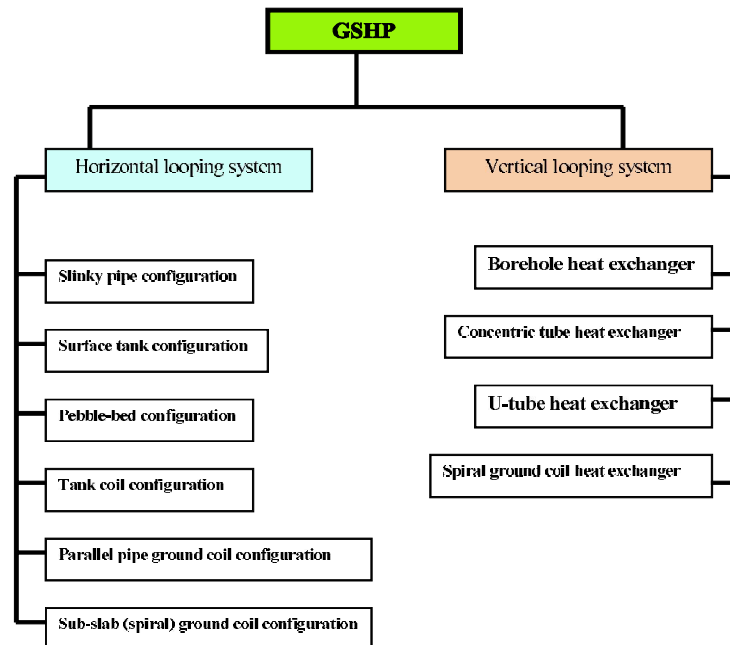 GSHP
Horizontal looping system
Slinky pipe configuration
Surface tank configuration
Pebble-bed configuration
Tank coil configuration
Parallel pipe ground coil configuration
Sub-slab (spiral) ground coil configuration
Vertical looping system
Borehole heat exchanger
Concentric tube heat exchanger
U-tube heat exchanger
Spiral ground coil heat exchanger